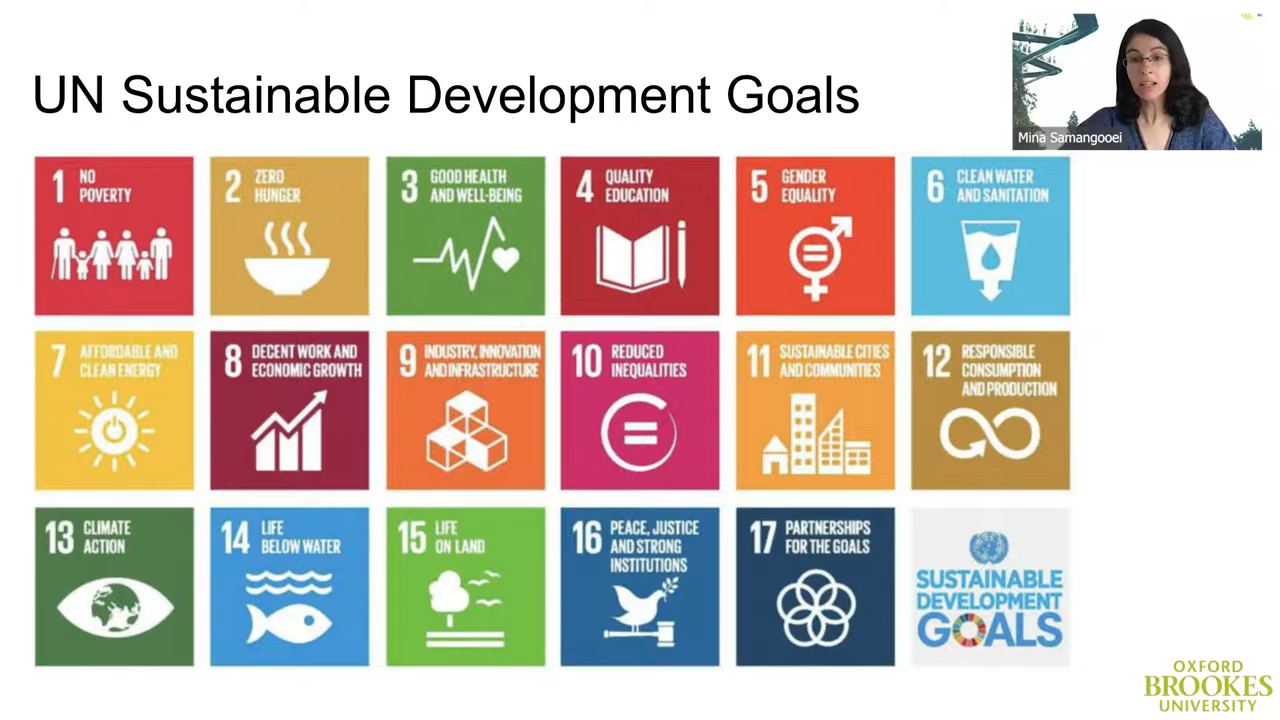 UN Sustainable Development Goals
Mina Samangooei
1 NO
POVERTY
2 ZERO
HUNGER
3 GOOD HEALTH
AND WELL-BEING
4 QUALITY
EDUCATION
5 GENDER
EQUALITY
6 CLEAN WATER
AND SANITATION
7 AFFORDABLE AND
CLEAN ENERGY
8 DECENT WORK AND
ECONOMIC GROWTH
9 INDUSTRY, INNOVATION
AND INFRASTRUCTURE
10 REDUCED
INEQUALITIES
11 SUSTAINABLE CITIES
AND COMMUNITIES
12 RESPONSIBLE
CONSUMPTION
AND PRODUCTION
13 CLIMATE
ACTION
14 LIFE
BELOW WATER
15 LIFE
ON LAND
16 PEACE, JUSTICE
AND STRONG
INSTITUTIONS
17 PARTNERSHIPS
FOR THE GOALS
SUSTAINABLE
DEVELOPMENT
GOALS
OXFORD
BROOKES
UNIVERSITY